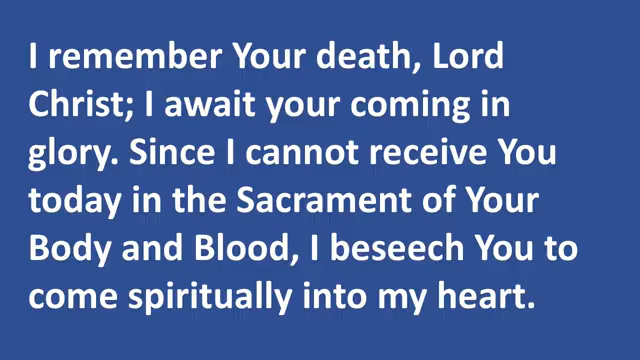 I remember Your death, Lord
Christ; I await your coming in
glory. Since I cannot receive You
today in the Sacrament of Your
Body and Blood, I beseech You to
come spiritually into my heart.